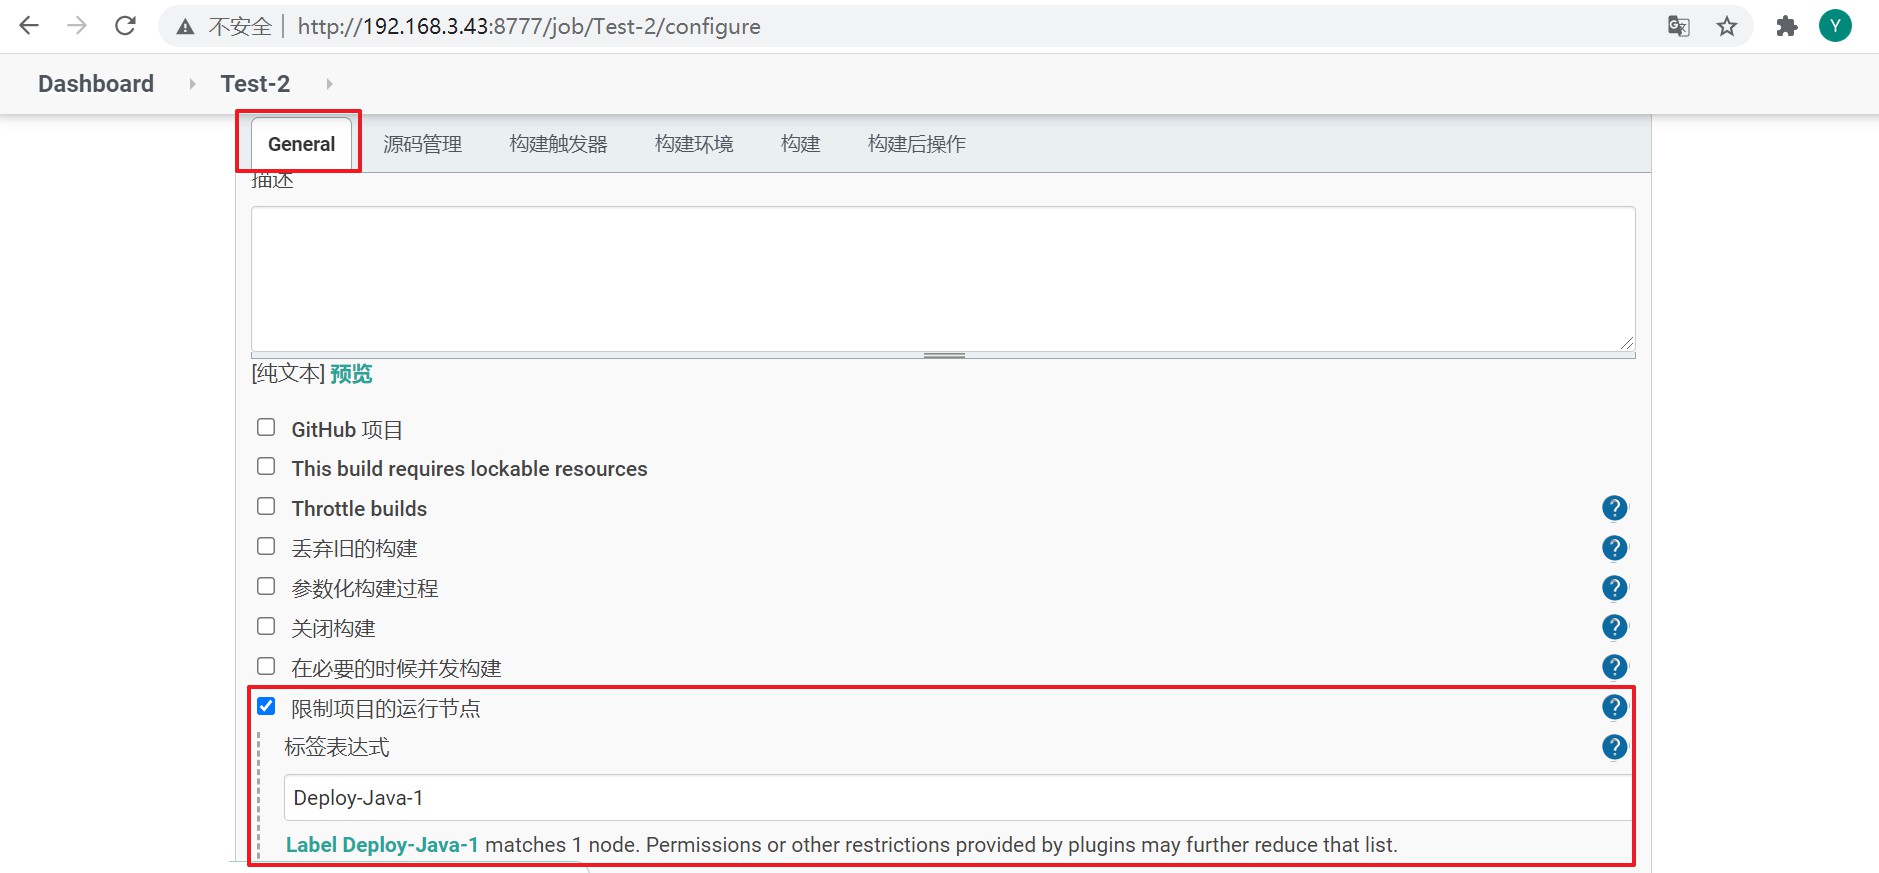 不安全 http://192.168.3.43:8777/job/Test-2/configure Y
Dashboard Test-2
General 源码管理 构建触发器 构建环境 构建 构建后操作
描述
[纯文本] 预览
GitHub 项目
This build requires lockable resources
Throttle builds ?
丢弃旧的构建 ?
参数化构建过程 ?
关闭构建 ?
在必要的时候并发构建 ?
限制项目的运行节点 ?
标签表达式 ?
Deploy-Java-1
Label Deploy-Java-1 matches 1 node. Permissions or other restrictions provided by plugins may further reduce that list.